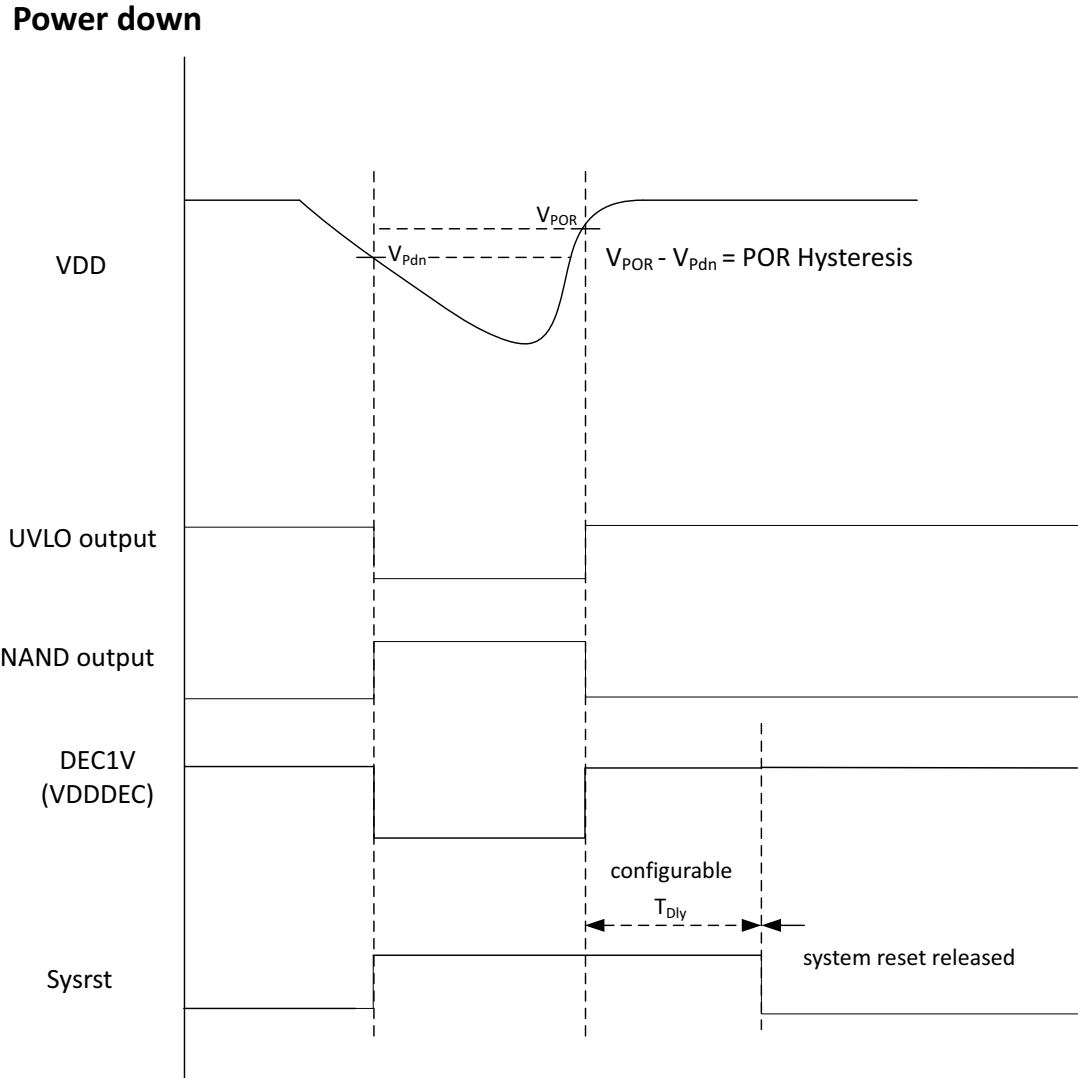 Power down
VPOR
VPdn
VDD
VPOR - VPdn = POR Hysteresis
UVLO output
NAND output
DEC1V
(VDDDEC)
configurable
TDly
system reset released
Sysrst